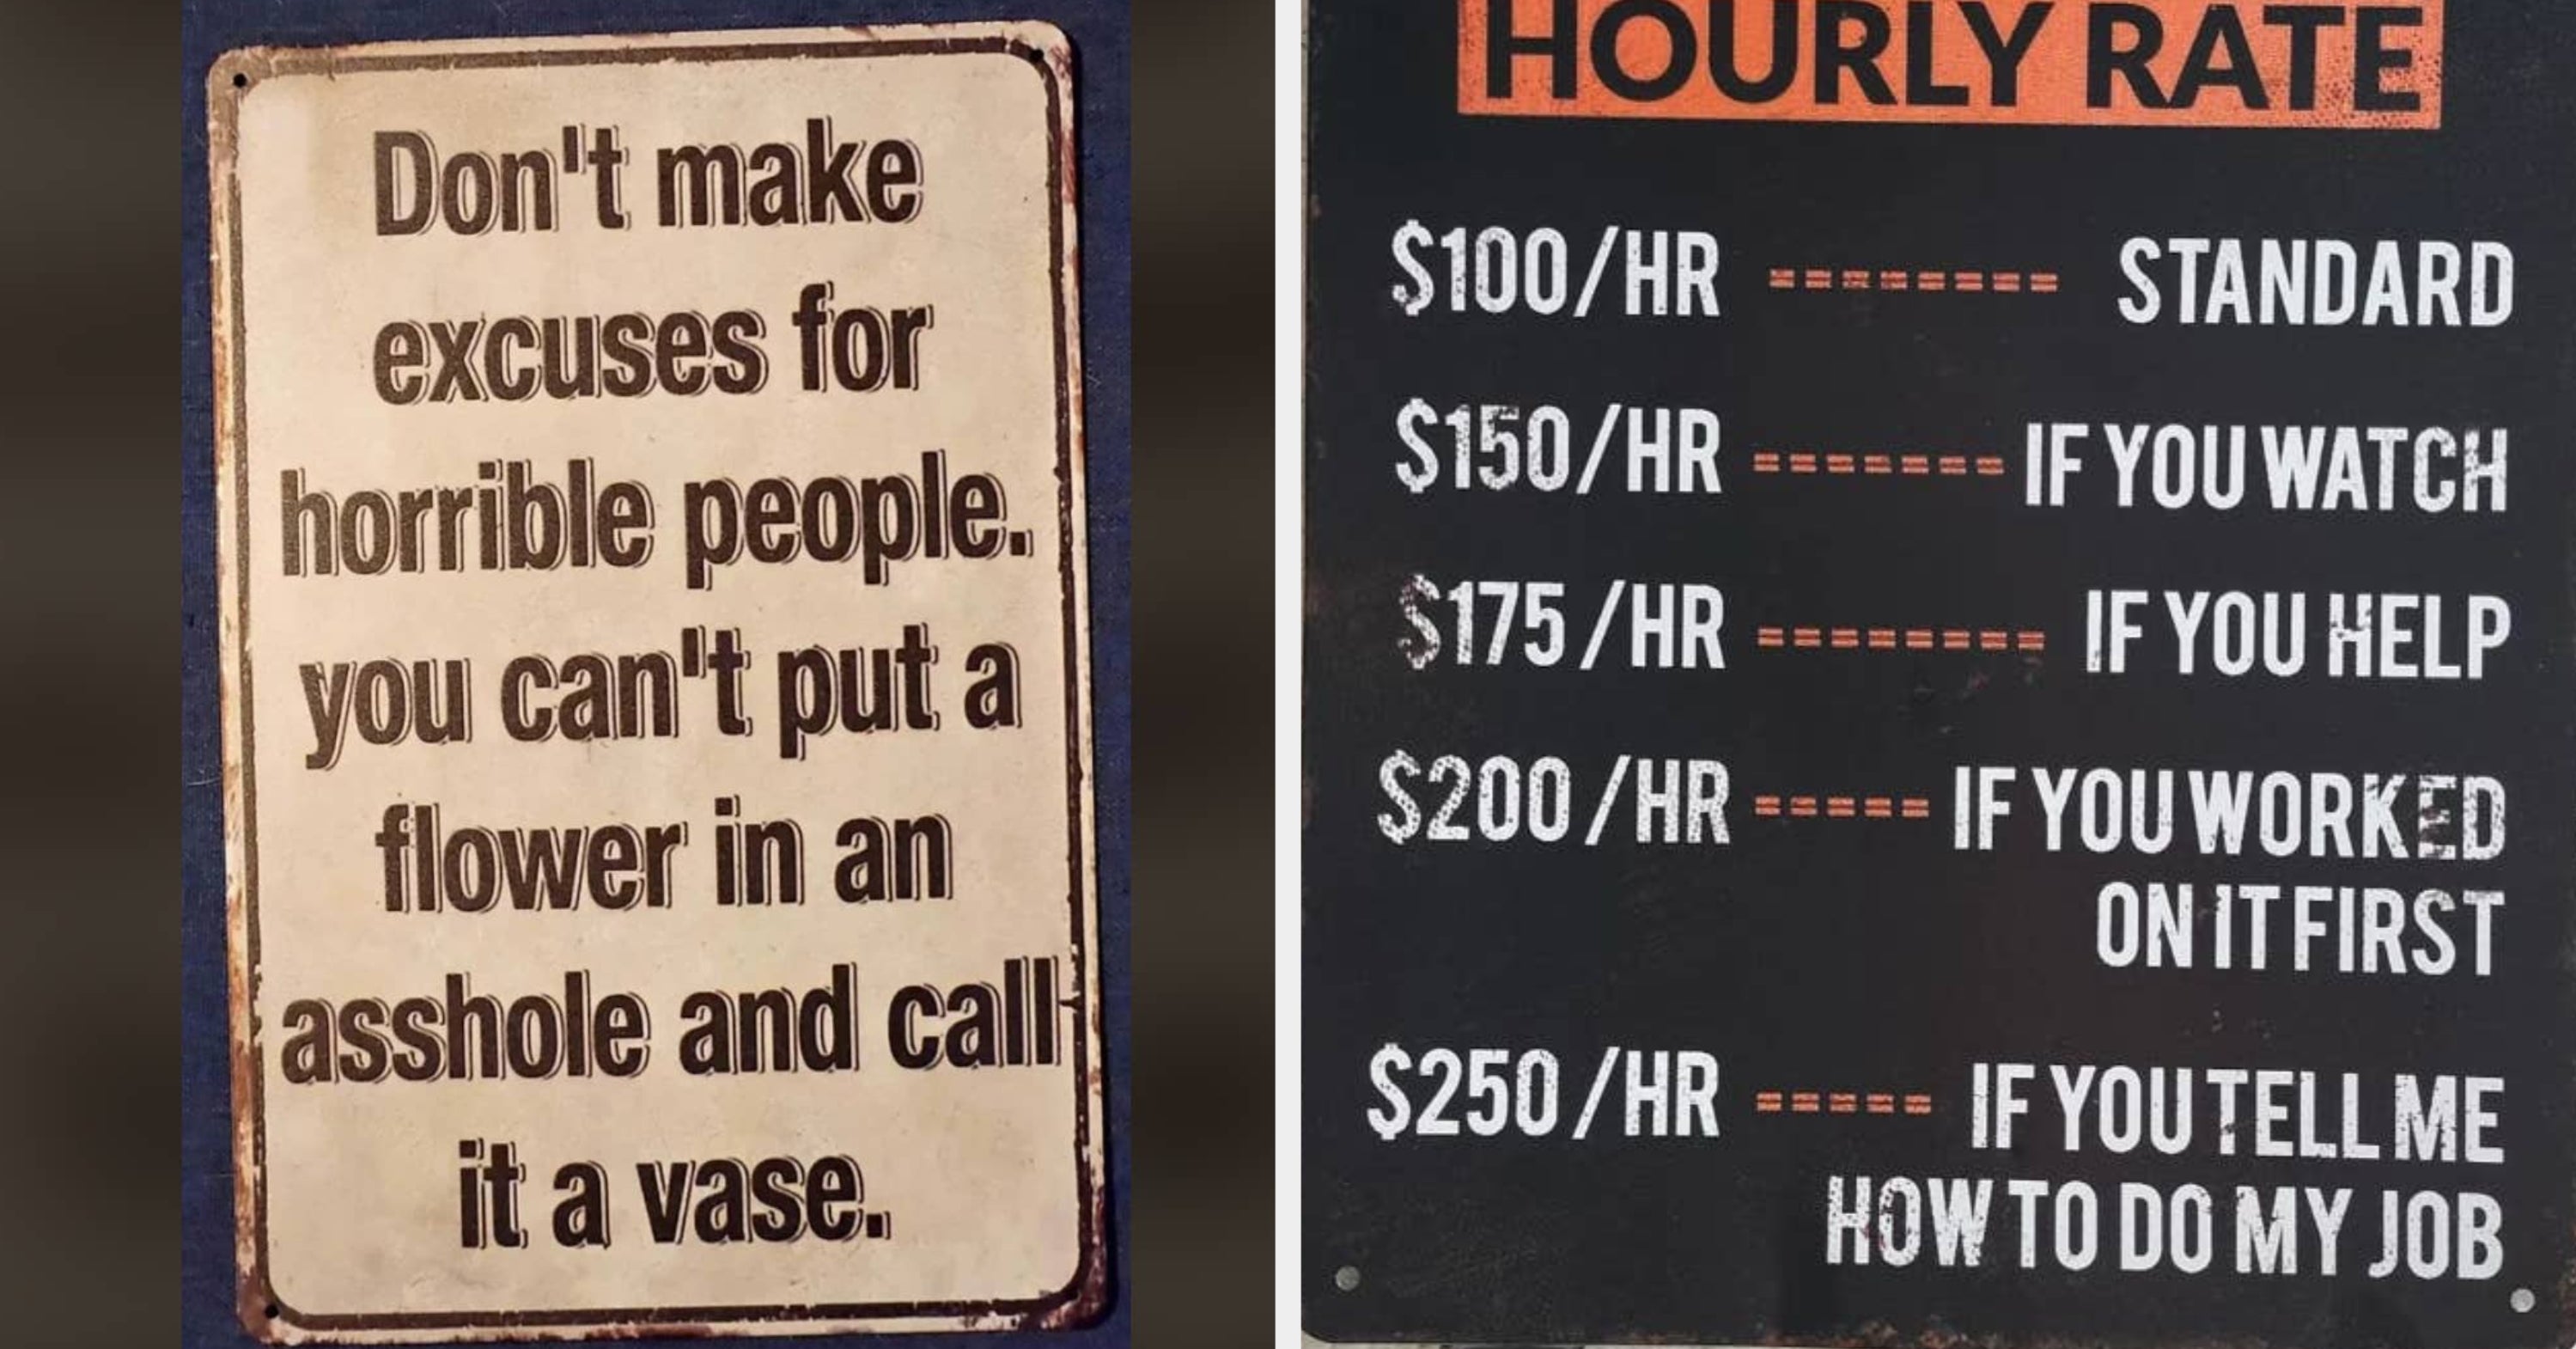 Don't make
excuses for
horrible people.
you can't put a
flower in an
asshole and call
it a vase.
HOURLY RATE
$100/HR -------- STANDARD
$150/HR ------- IF YOU WATCH
$175/HR -------- IF YOU HELP
$200/HR ----- IF YOU WORKED
ON IT FIRST
$250/HR ----- IF YOU TELL ME
HOW TO DO MY JOB